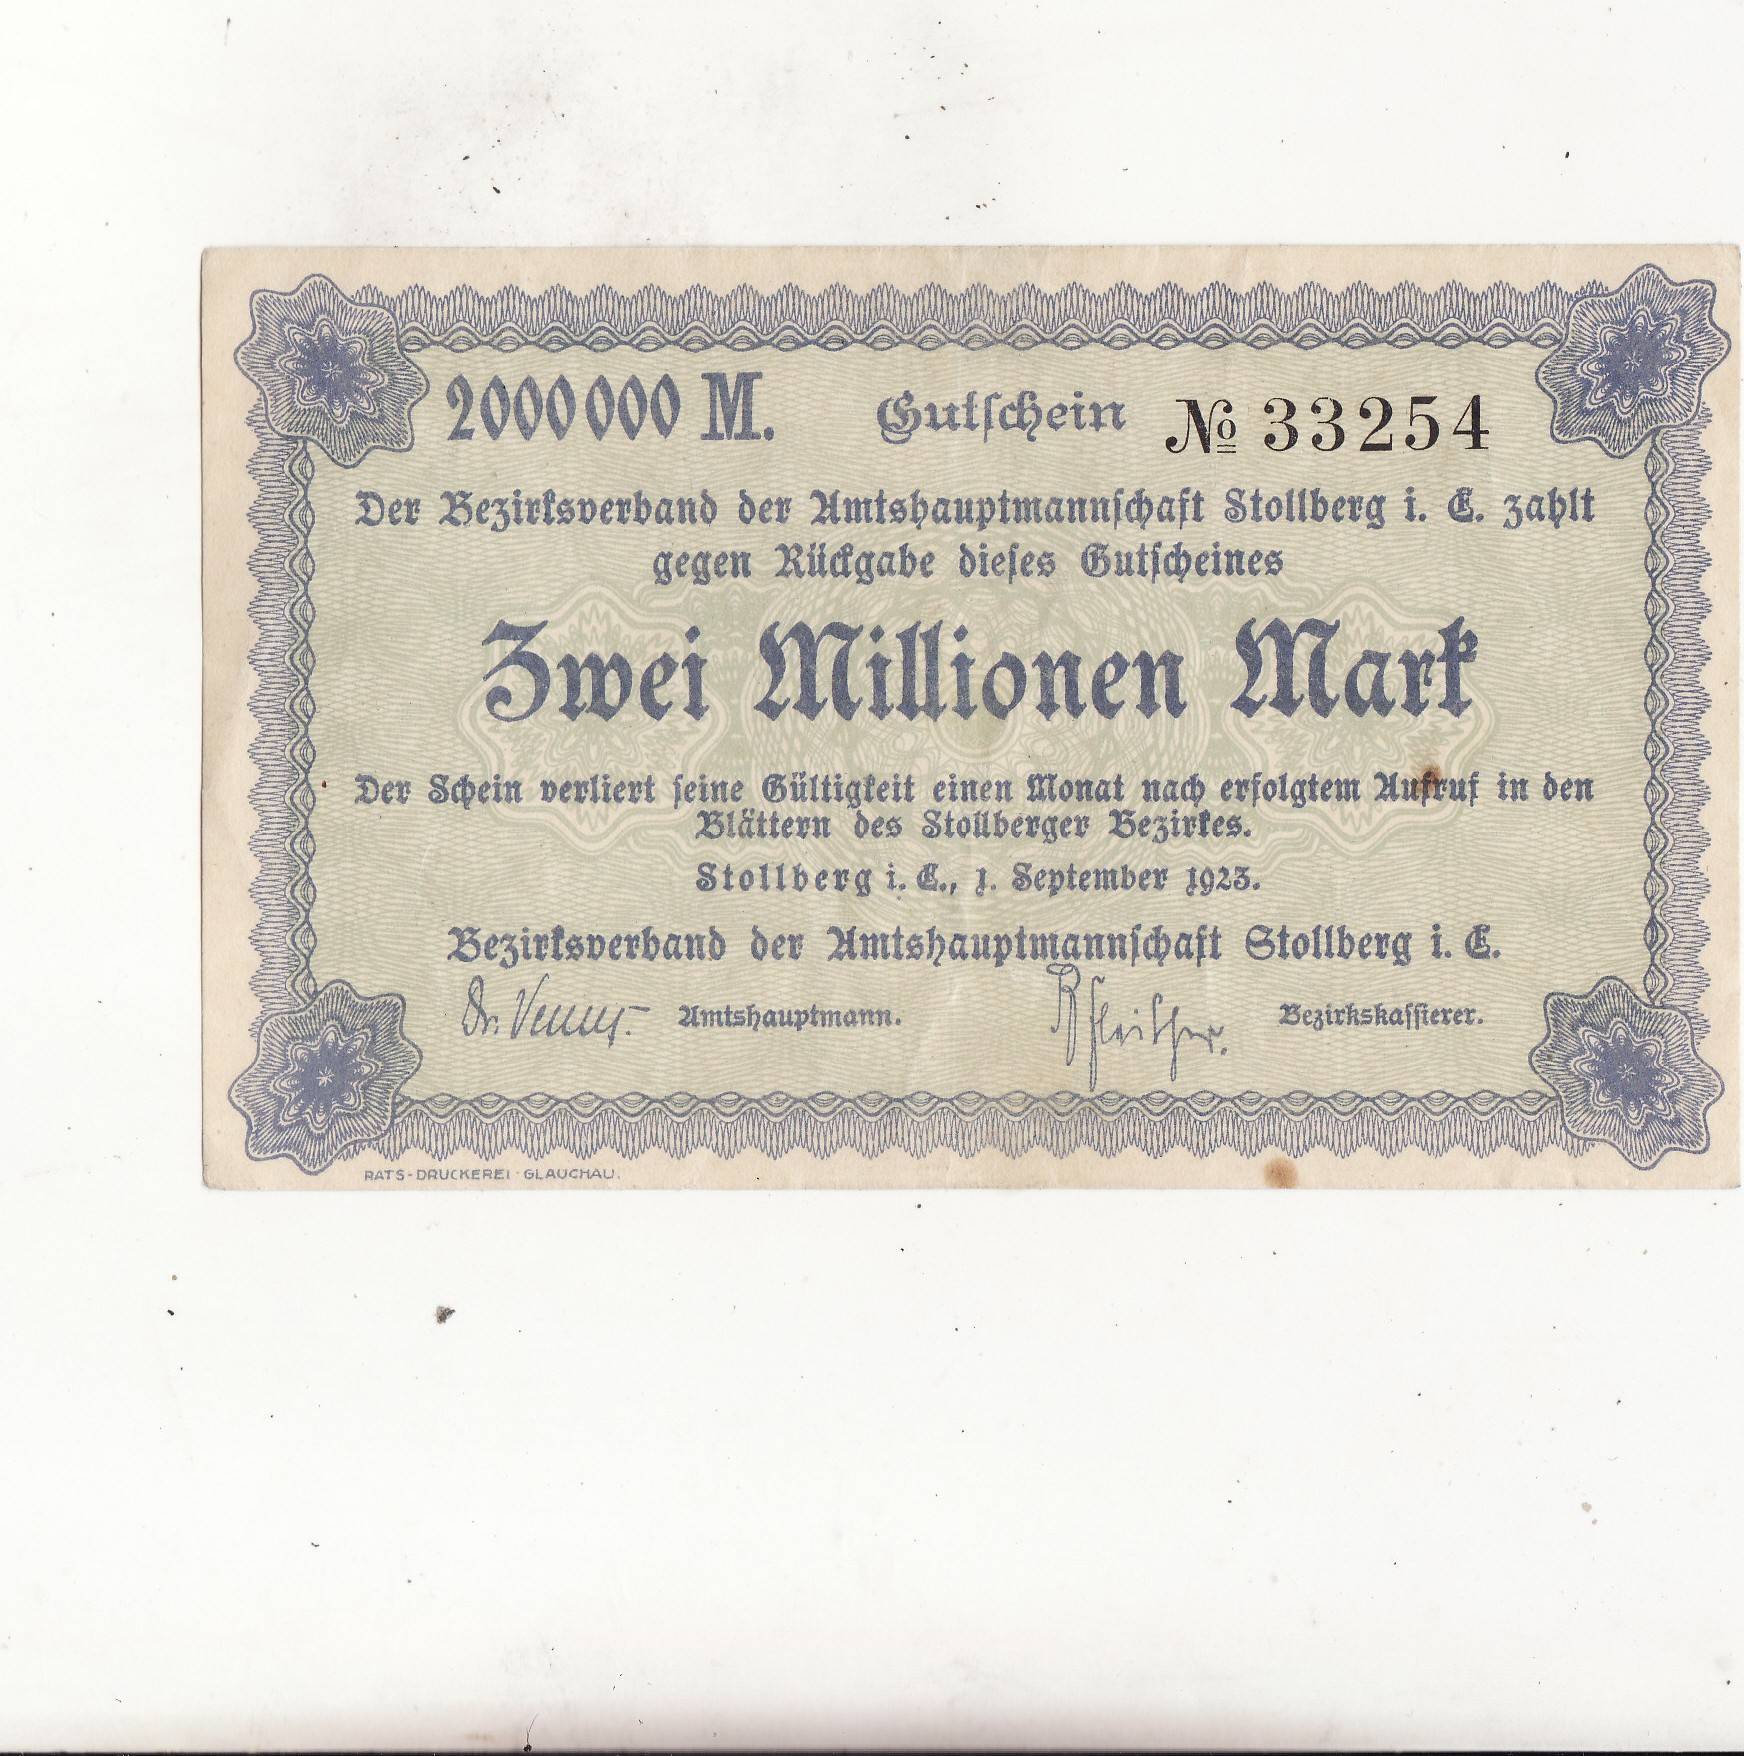 2000000 M. Gutschein № 33254
Der Bezirksverband der Amtshauptmannschaft Stollberg i. E. zahlt
gegen Rückgabe dieses Gutscheines
Zwei Millionen Mark
Der Schein verliert seine Gültigkeit einen Monat nach erfolgtem Aufruf in den
Blättern des Stollberger Bezirkes.
Stollberg i. E., 1. September 1923.
Bezirksverband der Amtshauptmannschaft Stollberg i. E.
Dr. Amtshauptmann. Bezirkskassierer.
RATS-DRUCKEREI · GLAUCHAU.